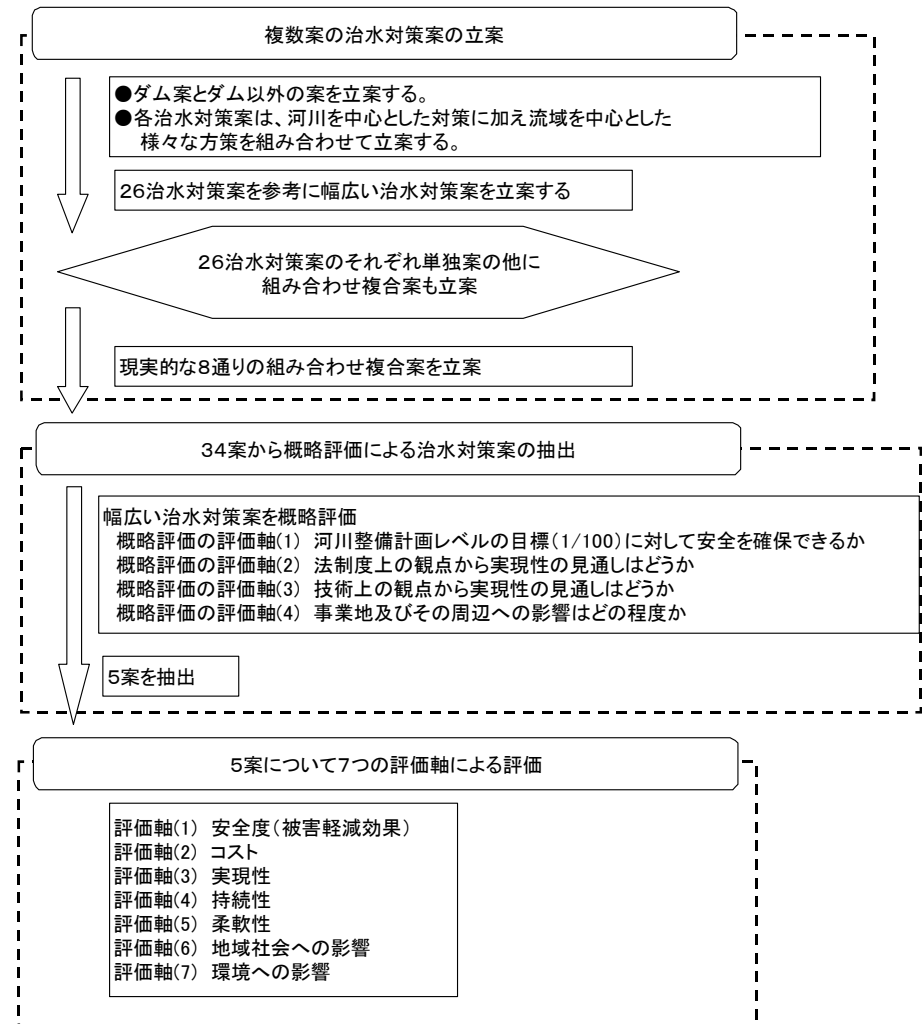 複数案の治水対策案の立案
●ダム案とダム以外の案を立案する。
●各治水対策案は、河川を中心とした対策に加え流域を中心とした
様々な方策を組み合わせて立案する。
26治水対策案を参考に幅広い治水対策案を立案する
26治水対策案のそれぞれ単独案の他に
組み合わせ複合案も立案
現実的な8通りの組み合わせ複合案を立案
34案から概略評価による治水対策案の抽出
幅広い治水対策案を概略評価
概略評価の評価軸(1) 河川整備計画レベルの目標(1/100)に対して安全を確保できるか
概略評価の評価軸(2) 法制度上の観点から実現性の見通しはどうか
概略評価の評価軸(3) 技術上の観点から実現性の見通しはどうか
概略評価の評価軸(4) 事業地及びその周辺への影響はどの程度か
5案を抽出
5案について7つの評価軸による評価
評価軸(1) 安全度(被害軽減効果)
評価軸(2) コスト
評価軸(3) 実現性
評価軸(4) 持続性
評価軸(5) 柔軟性
評価軸(6) 地域社会への影響
評価軸(7) 環境への影響